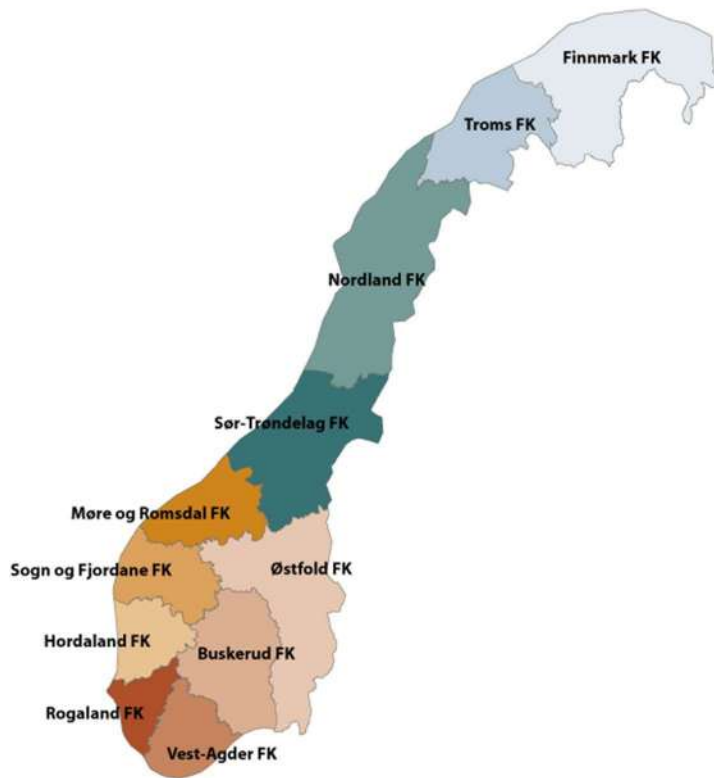 Finnmark FK
Troms FK
Nordland FK
Sør-Trøndelag FK
Møre og Romsdal FK
Sogn og Fjordane FK
Østfold FK
Hordaland FK
Buskerud FK
Rogaland FK
Vest-Agder FK